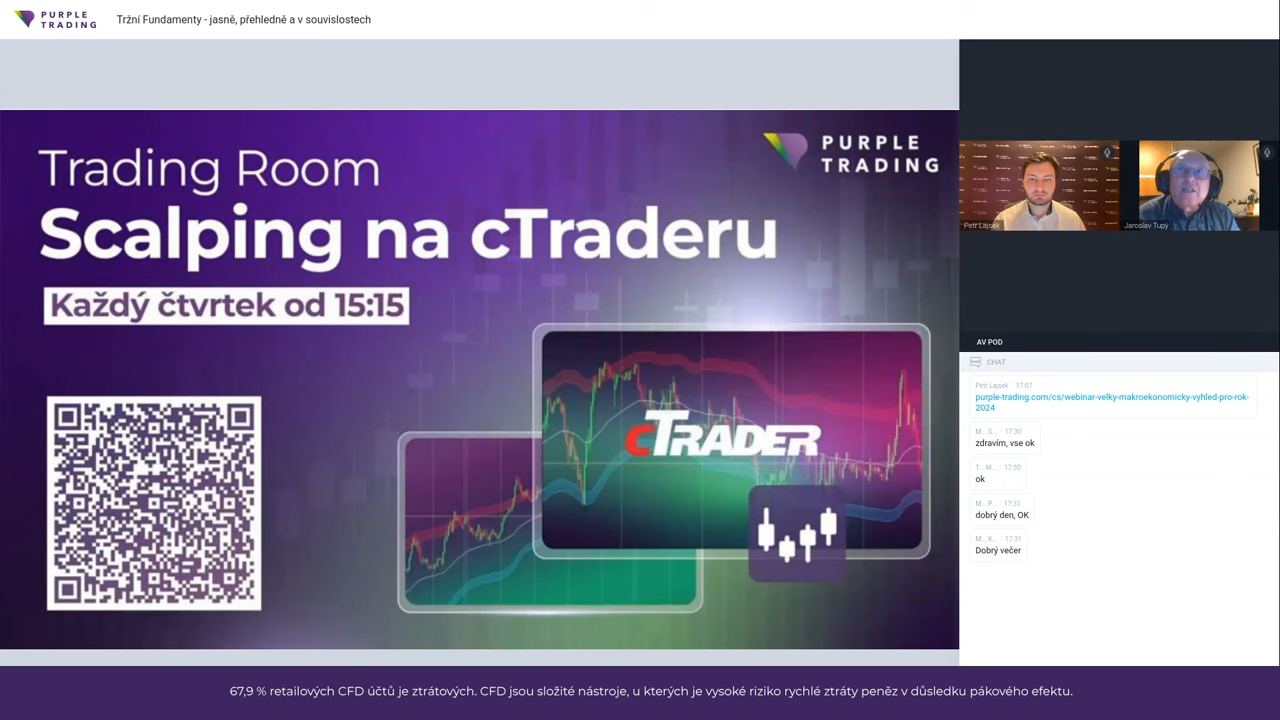 PURPLE
TRADING
Tržní Fundamenty - jasně, přehledně a v souvislostech
Trading Room
Scalping na cTraderu
Každý čtvrtek od 15:15
PURPLE
TRADING
cTRADER
Petr Lajsek
Jaroslav Tupý
AV POD
CHAT
Petr Lajsek 17:07
purple-trading.com/cs/webinar-velky-makroekonomicky-vyhled-pro-rok-
2024
M... S... 17:30
zdravím, vse ok
T... M... 17:30
ok
M... P... 17:31
dobrý den, OK
M... K... 17:31
Dobrý večer
67,9 % retailových CFD účtů je ztrátových. CFD jsou složité nástroje, u kterých je vysoké riziko rychlé ztráty peněz v důsledku pákového efektu.